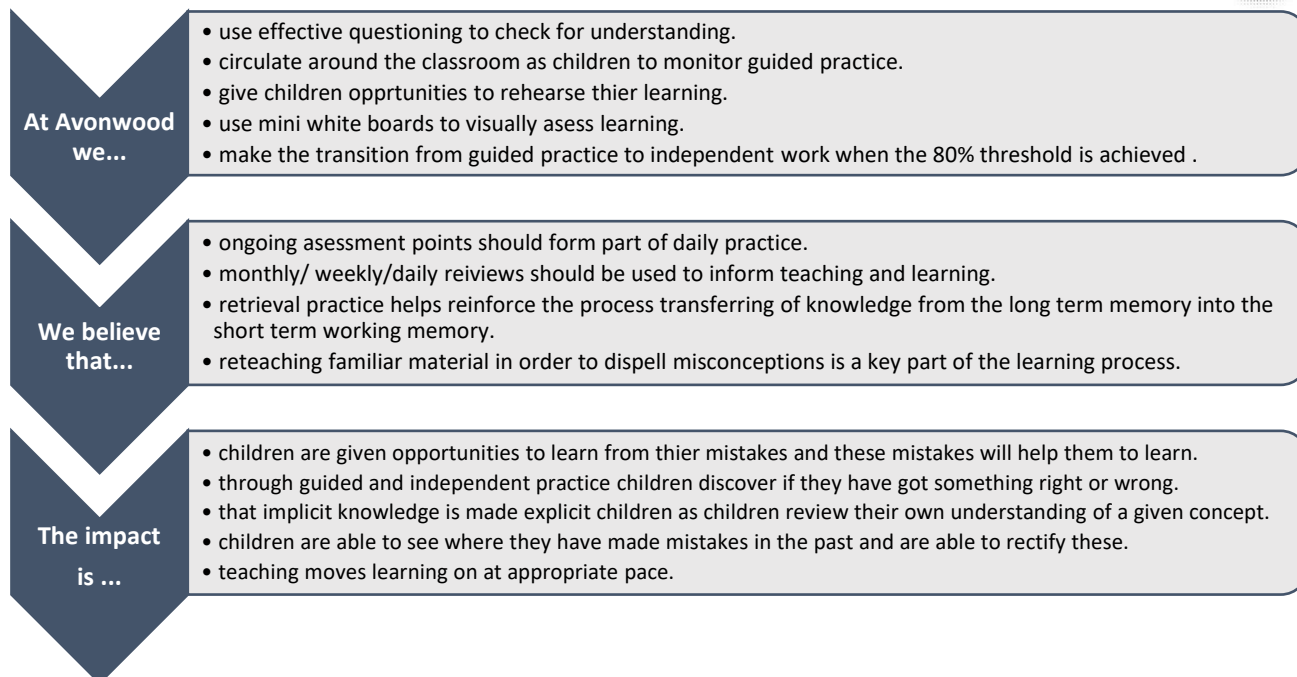 At Avonwood
we...
• use effective questioning to check for understanding.
• circulate around the classroom as children to monitor guided practice.
• give children opprtunities to rehearse thier learning.
• use mini white boards to visually asess learning.
• make the transition from guided practice to independent work when the 80% threshold is achieved .
We believe
that...
• ongoing asessment points should form part of daily practice.
• monthly/ weekly/daily reiviews should be used to inform teaching and learning.
• retrieval practice helps reinforce the process transferring of knowledge from the long term memory into the
short term working memory.
• reteaching familiar material in order to dispell misconceptions is a key part of the learning process.
The impact
is ...
• children are given opportunities to learn from thier mistakes and these mistakes will help them to learn.
• through guided and independent practice children discover if they have got something right or wrong.
• that implicit knowledge is made explicit children as children review their own understanding of a given concept.
• children are able to see where they have made mistakes in the past and are able to rectify these.
• teaching moves learning on at appropriate pace.